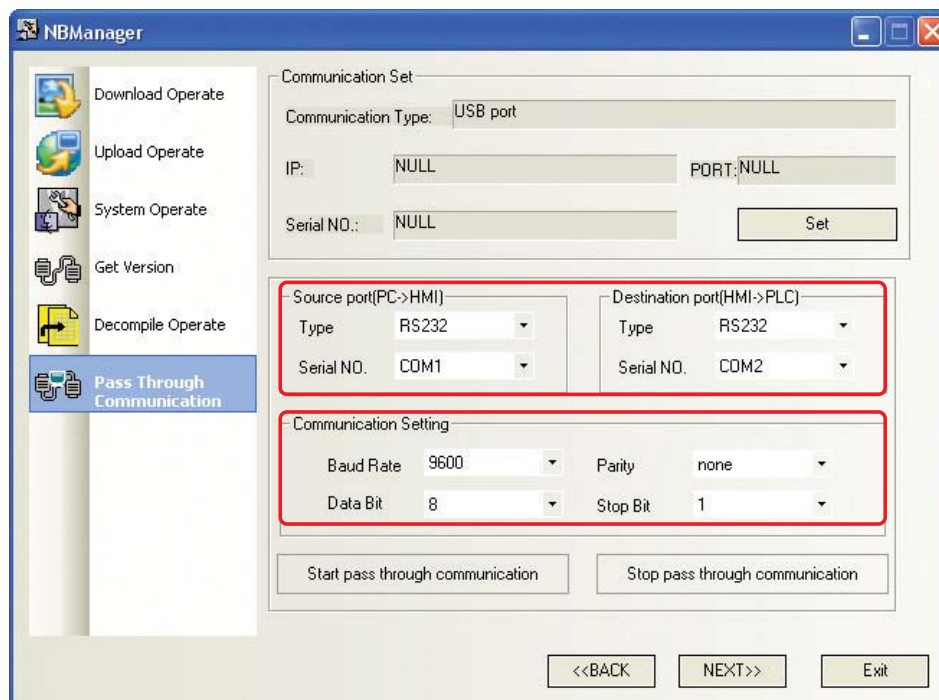 NBManager
Download Operate
Upload Operate
System Operate
Get Version
Decompile Operate
Pass Through
Communication
Communication Set
Communication Type: USB port
IP: NULL PORT: NULL
Serial NO.: NULL Set
Source port(PC->HMI) Destination port(HMI->PLC)
Type RS232 Type RS232
Serial NO. COM1 Serial NO. COM2
Communication Setting
Baud Rate 9600 Parity none
Data Bit 8 Stop Bit 1
Start pass through communication Stop pass through communication
<<BACK NEXT>> Exit